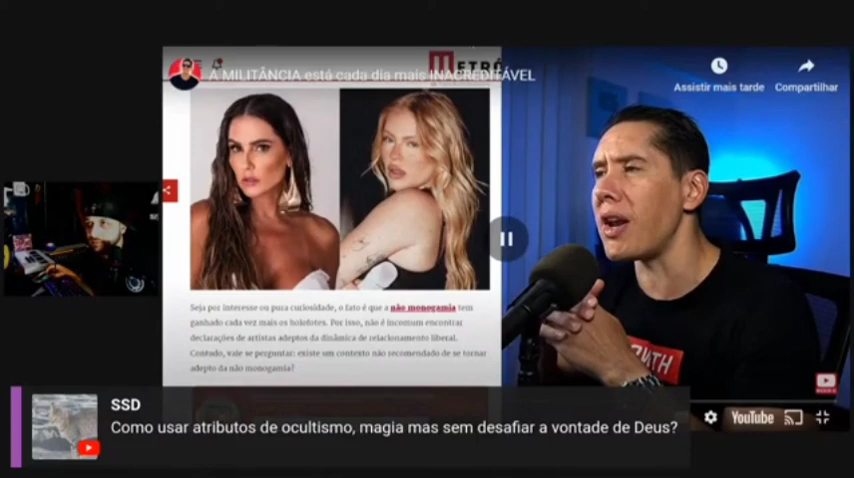 A MILITÂNCIA está cada dia mais INACREDITÁVEL
METRÓ
Assistir mais tarde
Compartilhar
Seja por interesse ou pura curiosidade, o fato é que a não monogamia tem
ganhado cada vez mais os holofotes. Por isso, não é incomum encontrar
declarações de artistas adeptos da dinâmica de relacionamento liberal.
Contudo, vale se perguntar: existe um contexto não recomendado de se tornar
adepto da não monogamia?
SSD
Como usar atributos de ocultismo, magia mas sem desafiar a vontade de Deus?
YouTube